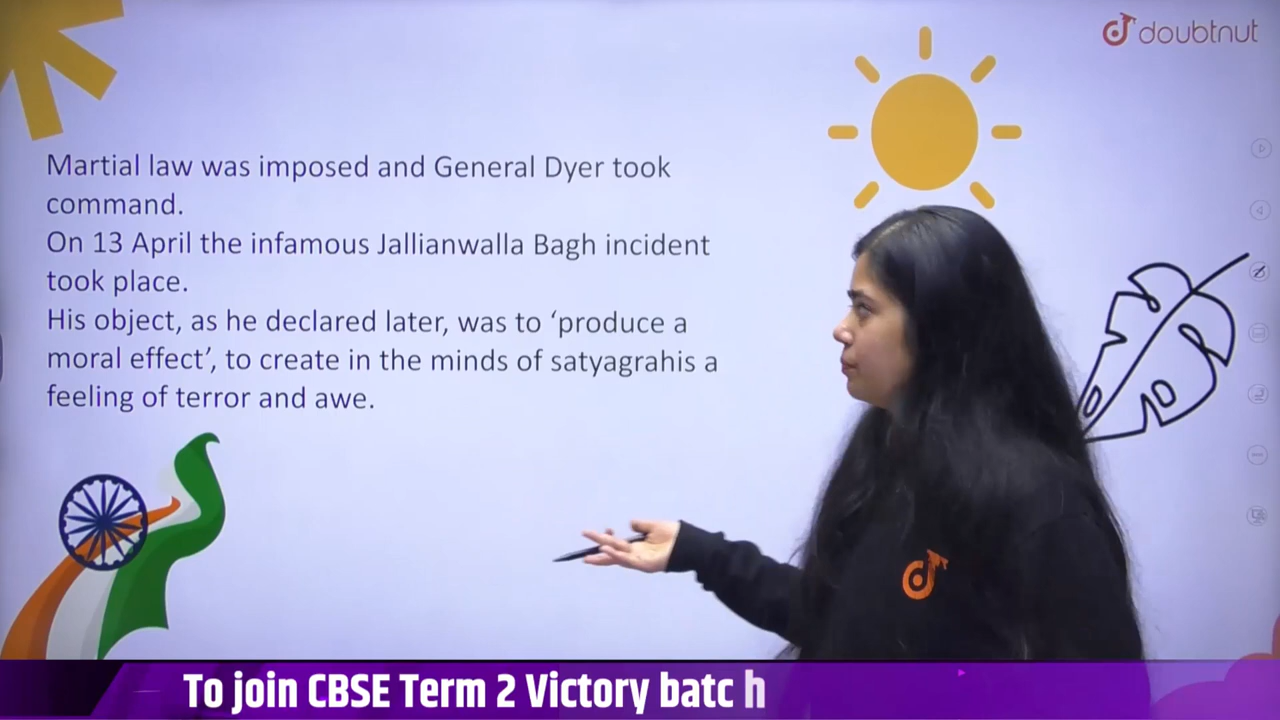 doubtnut
Martial law was imposed and General Dyer took
command.
On 13 April the infamous Jallianwalla Bagh incident
took place.
His object, as he declared later, was to ‘produce a
moral effect’, to create in the minds of satyagrahis a
feeling of terror and awe.
To join CBSE Term 2 Victory batc h